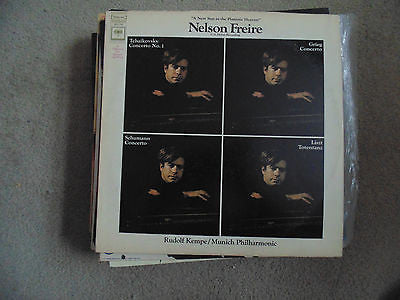 "A New Star in the Pianistic Heaven"
Nelson Freire
Tchaikovsky
Concerto No. 1
Grieg
Concerto
Schumann
Concerto
Liszt
Totentanz
Rudolf Kempe/Munich Philharmonic